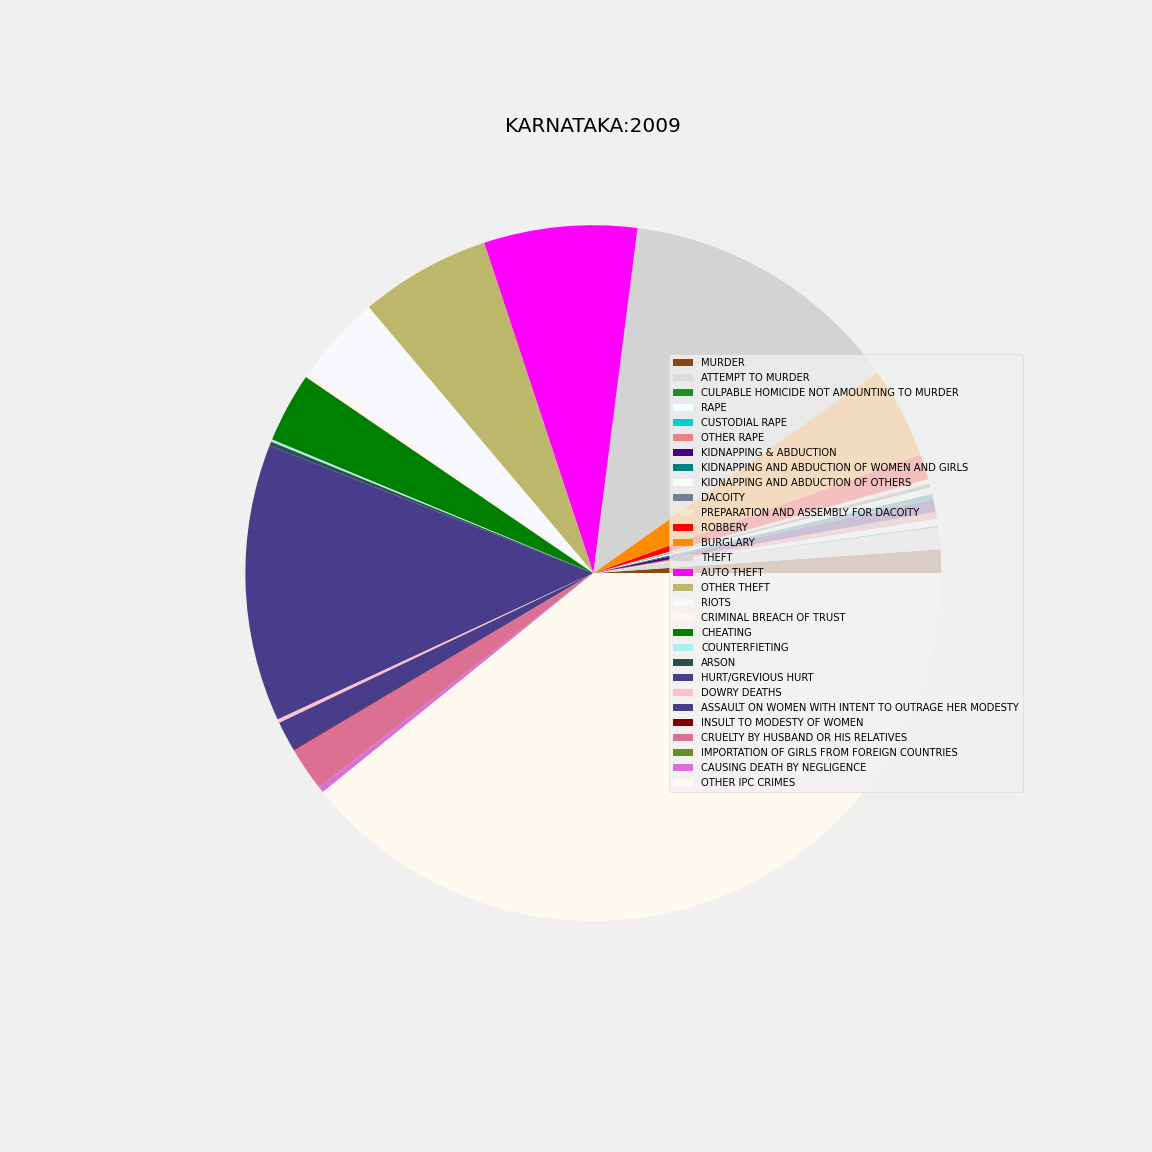 KARNATAKA:2009
MURDER
ATTEMPT TO MURDER
CULPABLE HOMICIDE NOT AMOUNTING TO MURDER
RAPE
CUSTODIAL RAPE
OTHER RAPE
KIDNAPPING & ABDUCTION
KIDNAPPING AND ABDUCTION OF WOMEN AND GIRLS
KIDNAPPING AND ABDUCTION OF OTHERS
DACOITY
PREPARATION AND ASSEMBLY FOR DACOITY
ROBBERY
BURGLARY
THEFT
AUTO THEFT
OTHER THEFT
RIOTS
CRIMINAL BREACH OF TRUST
CHEATING
COUNTERFIETING
ARSON
HURT/GREVIOUS HURT
DOWRY DEATHS
ASSAULT ON WOMEN WITH INTENT TO OUTRAGE HER MODESTY
INSULT TO MODESTY OF WOMEN
CRUELTY BY HUSBAND OR HIS RELATIVES
IMPORTATION OF GIRLS FROM FOREIGN COUNTRIES
CAUSING DEATH BY NEGLIGENCE
OTHER IPC CRIMES